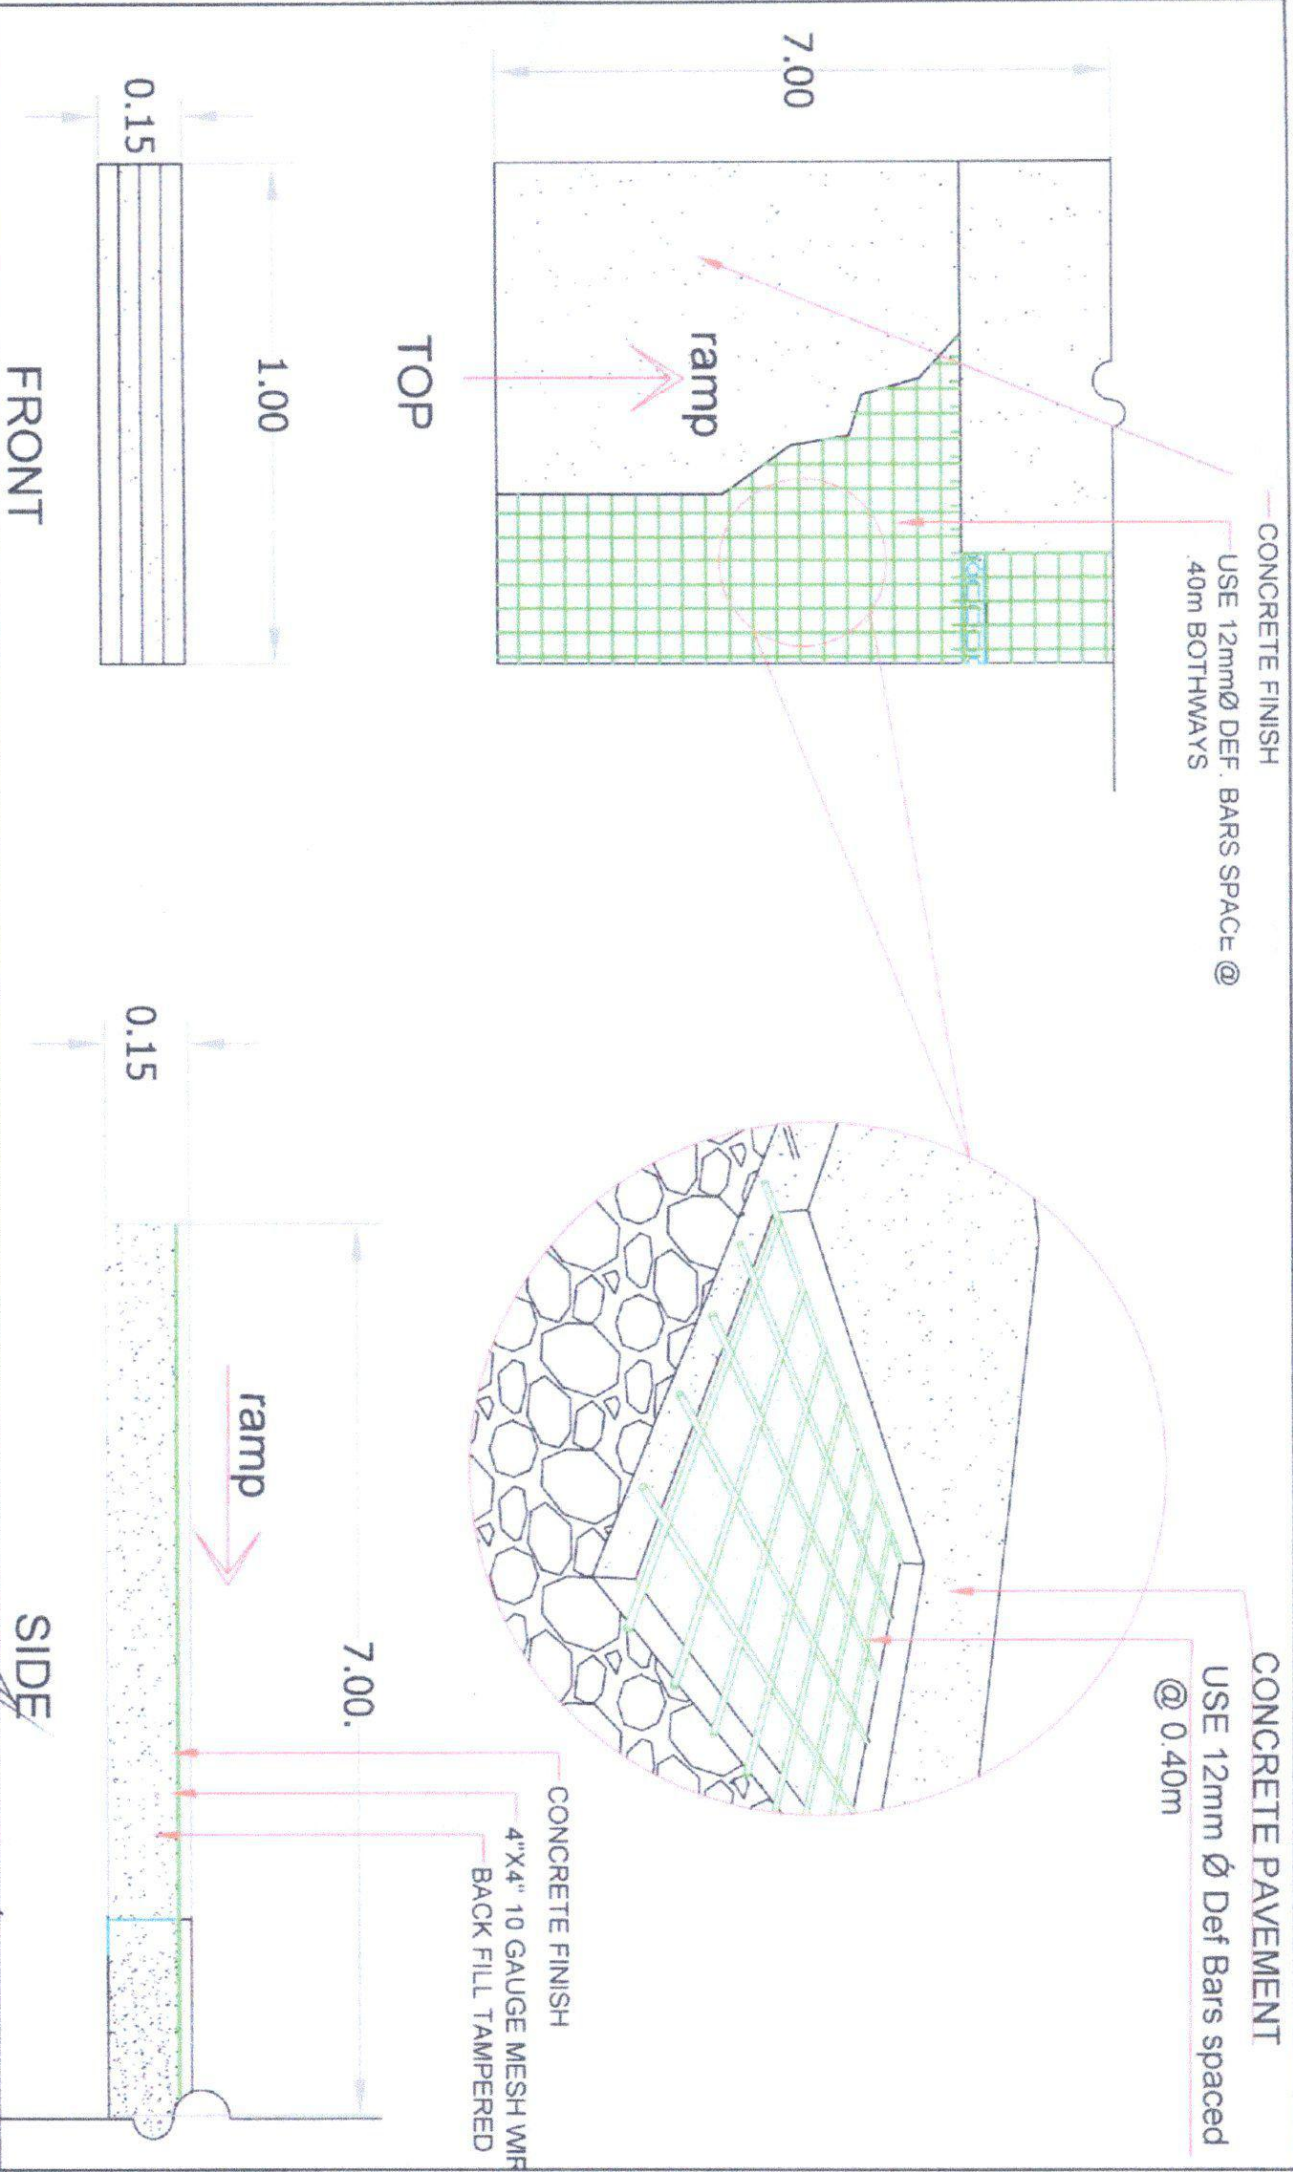 CONCRETE FINISH
USE 12mmØ DEF. BARS SPACE @
.40m BOTHWAYS
7.00
ramp
TOP
CONCRETE PAVEMENT
USE 12mm Ø Def Bars spaced
@ 0.40m
1.00
0.15
FRONT
7.00.
ramp
0.15
CONCRETE FINISH
4"X4" 10 GAUGE MESH WIR
BACK FILL TAMPERED
SIDE